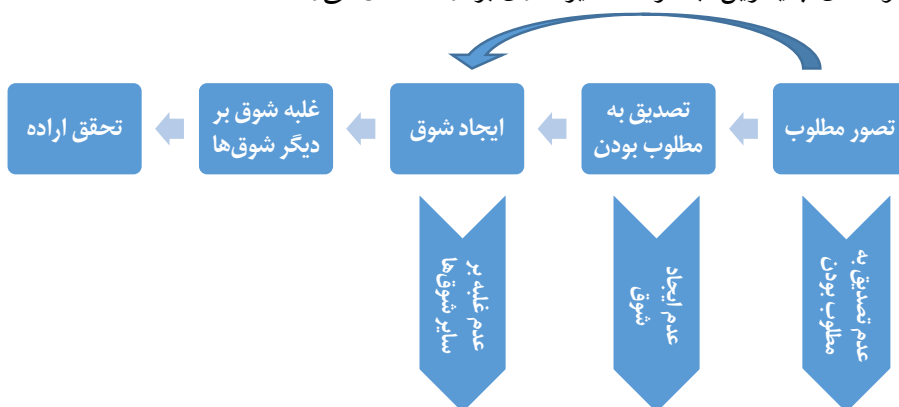 تصور مطلوب
تصدیق به
مطلوب بودن
ایجاد شوق
غلبه شوق بر
دیگر شوق‌ها
تحقق اراده
عدم تصدیق به
مطلوب بودن
عدم ایجاد
شوق
عدم غلبه بر
سایر شوق‌ها